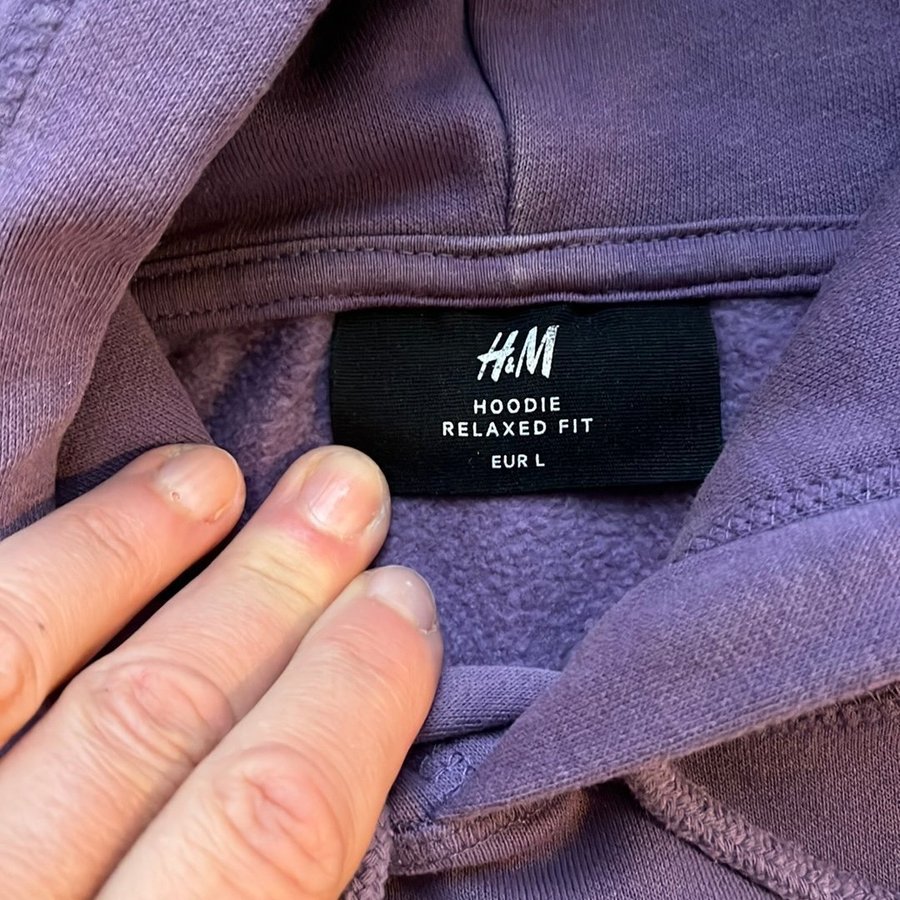 H&M
HOODIE
RELAXED FIT
EUR L